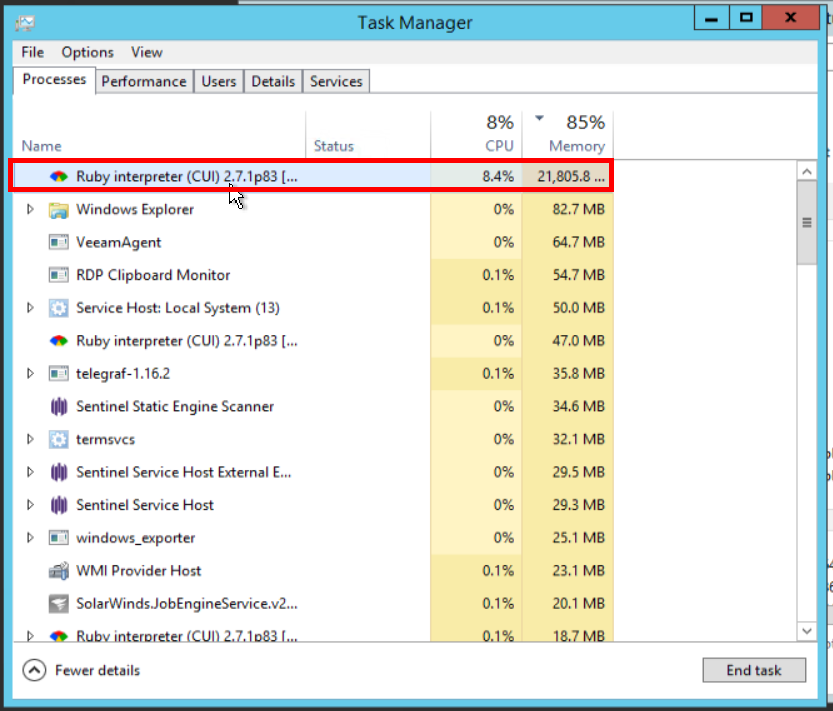 Task Manager
File Options View
Processes Performance Users Details Services
8% 85%
Name Status CPU Memory
Ruby interpreter (CUI) 2.7.1p83 [... 8.4% 21,805.8 ...
Windows Explorer 0% 82.7 MB
VeeamAgent 0% 64.7 MB
RDP Clipboard Monitor 0.1% 54.7 MB
Service Host: Local System (13) 0.1% 50.0 MB
Ruby interpreter (CUI) 2.7.1p83 [... 0% 47.0 MB
telegraf-1.16.2 0.1% 35.8 MB
Sentinel Static Engine Scanner 0% 34.6 MB
termsvcs 0% 32.1 MB
Sentinel Service Host External E... 0% 29.5 MB
Sentinel Service Host 0% 29.3 MB
windows_exporter 0% 25.1 MB
WMI Provider Host 0.1% 23.1 MB
SolarWinds.JobEngineService.v2... 0.1% 20.1 MB
Ruby interpreter (CUI) 2.7.1p83 [... 0.1% 18.7 MB
Fewer details End task